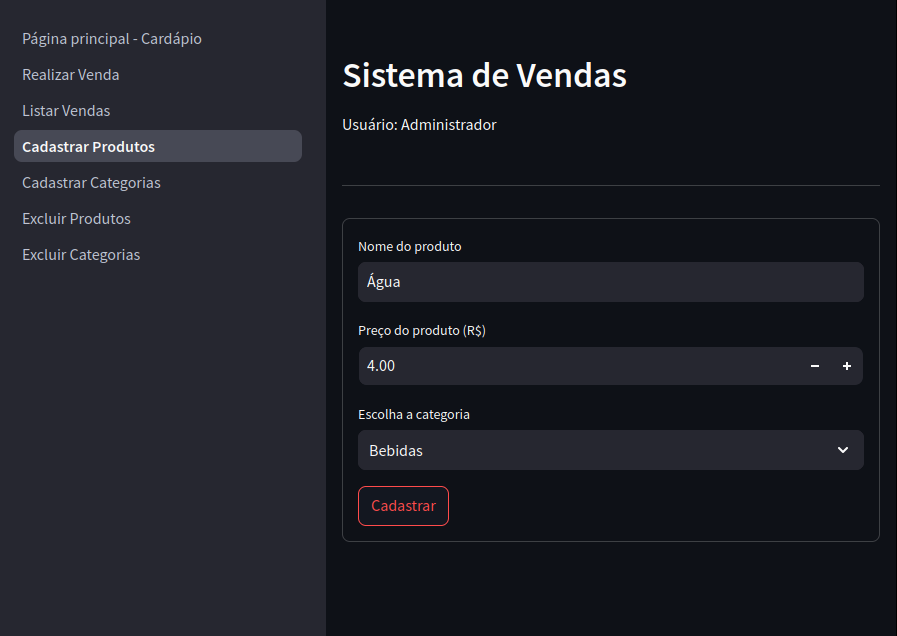 Página principal - Cardápio
Realizar Venda
Listar Vendas
Cadastrar Produtos
Cadastrar Categorias
Excluir Produtos
Excluir Categorias
Sistema de Vendas
Usuário: Administrador
Nome do produto
Água
Preço do produto (R$)
4.00
Escolha a categoria
Bebidas
Cadastrar